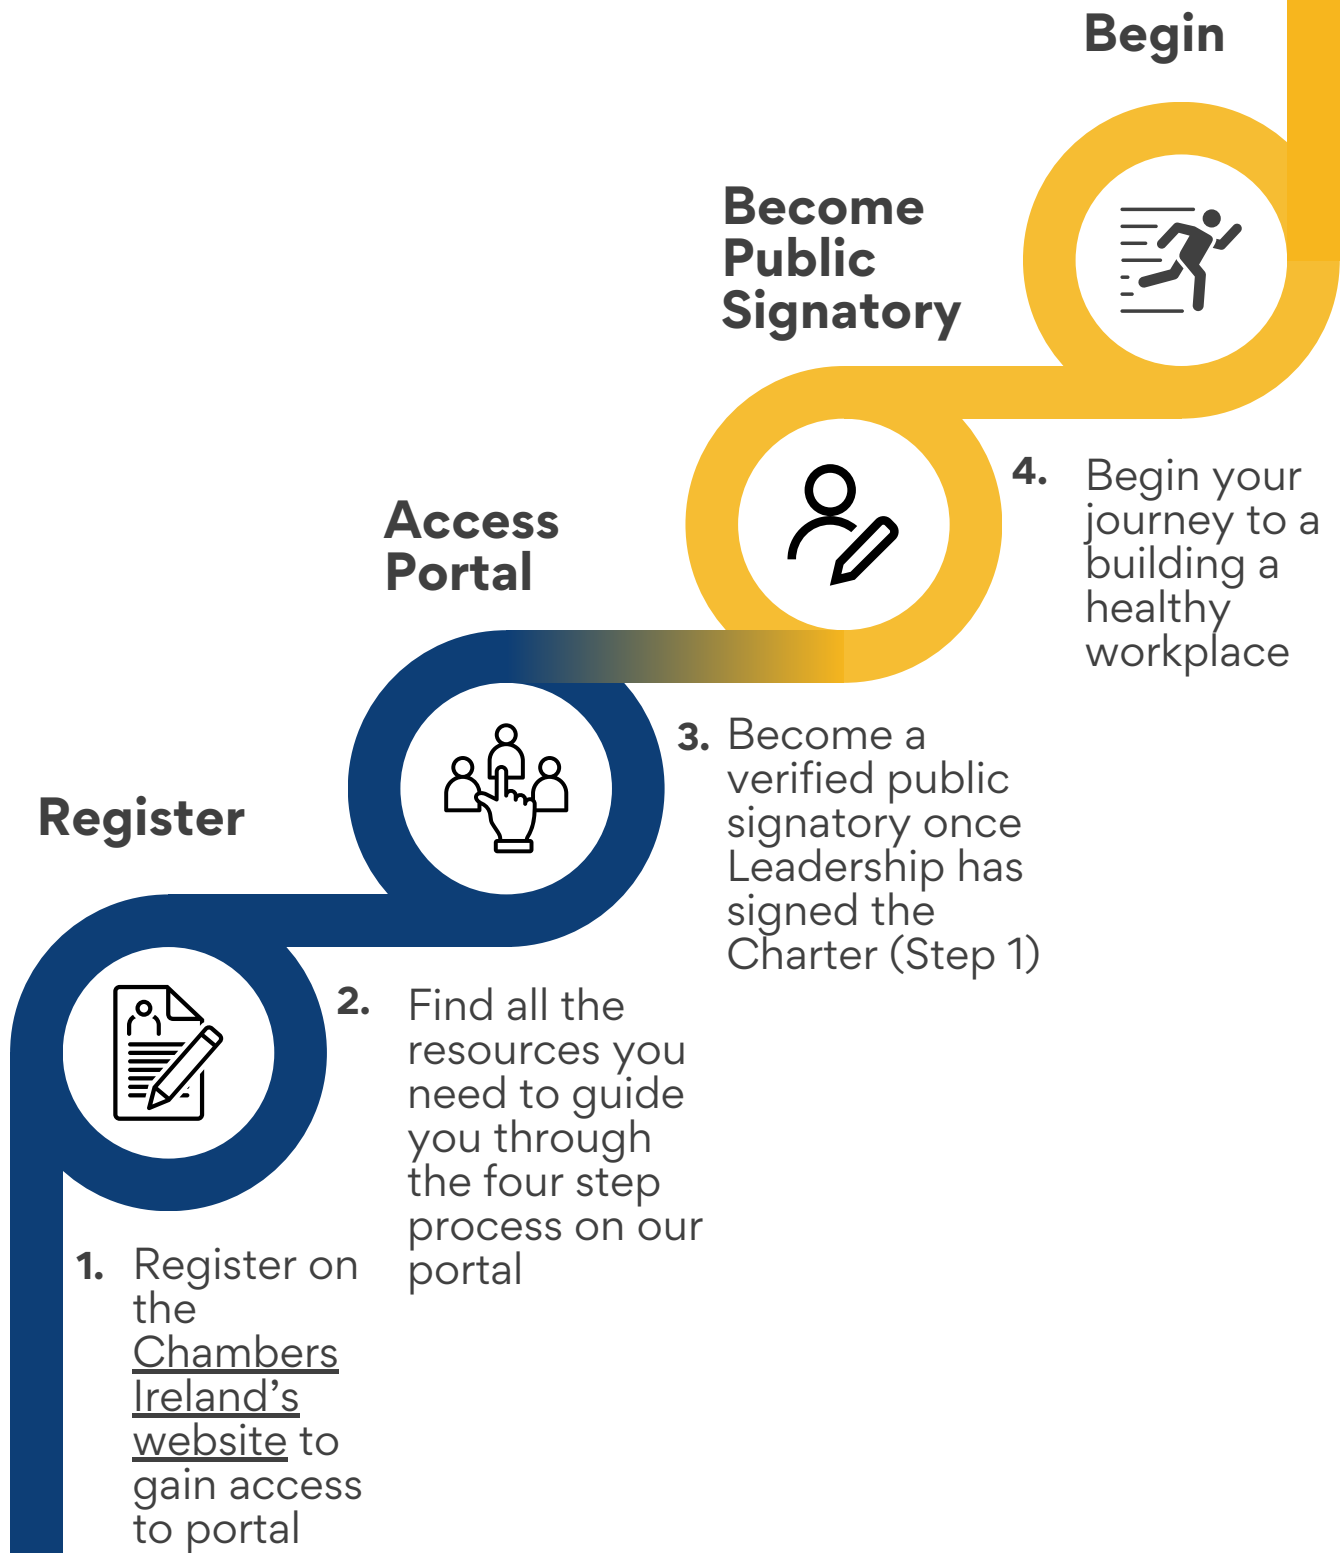 Begin
Become
Public
Signatory
4. Begin your
journey to a
building a
healthy
workplace
Access
Portal
3. Become a
verified public
signatory once
Leadership has
signed the
Charter (Step 1)
Register
2. Find all the
resources you
need to guide
you through
the four step
process on our
portal
1. Register on
the
Chambers
Ireland’s
website to
gain access
to portal